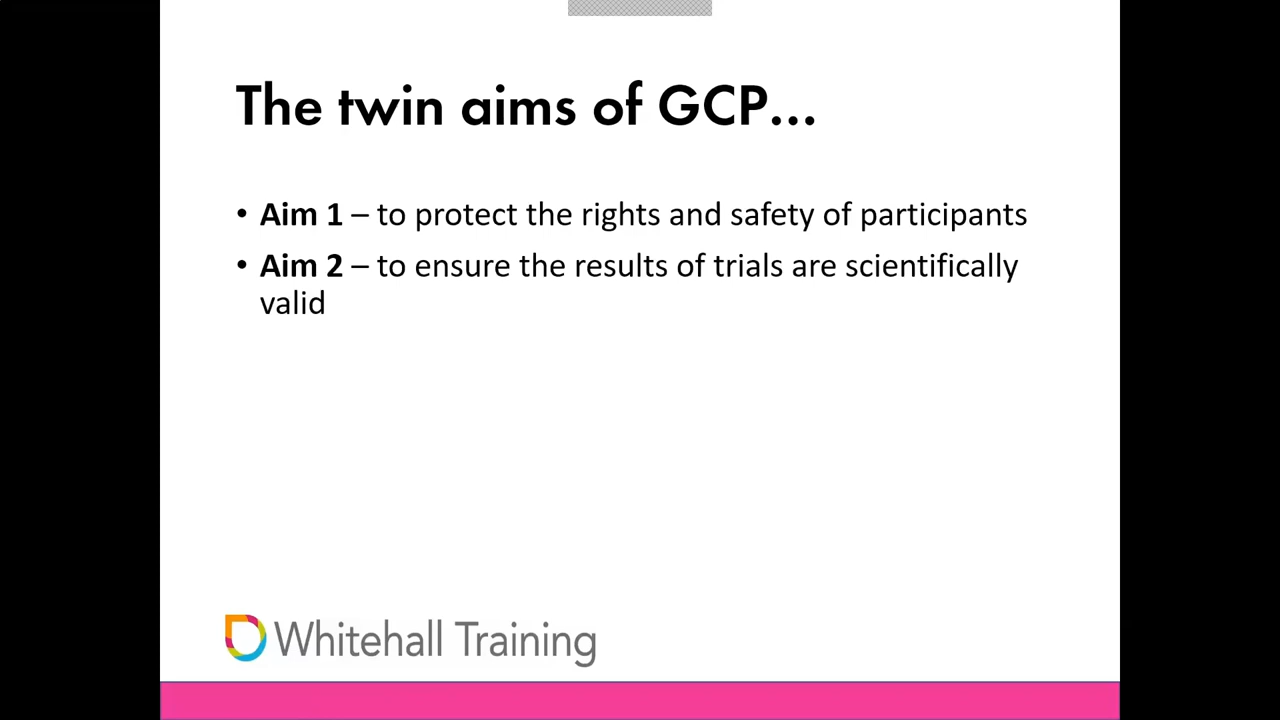 The twin aims of GCP...
• Aim 1 – to protect the rights and safety of participants
• Aim 2 – to ensure the results of trials are scientifically
valid
Whitehall Training